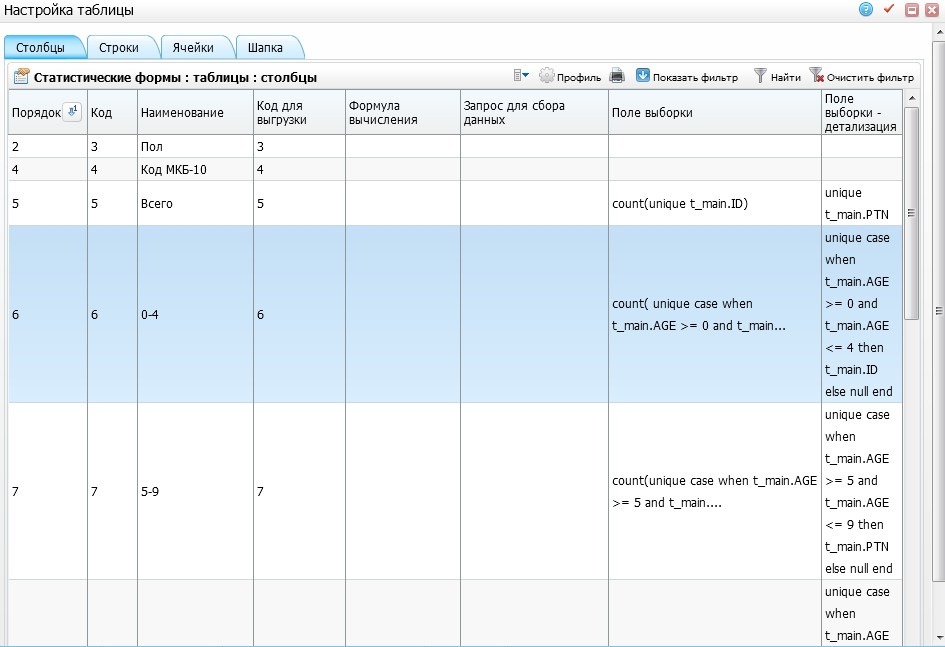 Настройка таблицы
Столбцы
Строки
Ячейки
Шапка
Статистические формы : таблицы : столбцы
Профиль
Показать фильтр
Найти
Очистить фильтр
Порядок
Код
Наименование
Код для
выгрузки
Формула
вычисления
Запрос для сбора
данных
Поле выборки
Поле
выборки -
детализация
2
3
Пол
3
4
4
Код МКБ-10
4
5
5
Всего
5
count(unique t_main.ID)
unique
t_main.PTN
6
6
0-4
6
count( unique case when
t_main.AGE >= 0 and t_main...
unique case
when
t_main.AGE
>= 0 and
t_main.AGE
<= 4 then
t_main.ID
else null end
7
7
5-9
7
count(unique case when t_main.AGE
>= 5 and t_main....
unique case
when
t_main.AGE
>= 5 and
t_main.AGE
<= 9 then
t_main.PTN
else null end
unique case
when
t_main.AGE